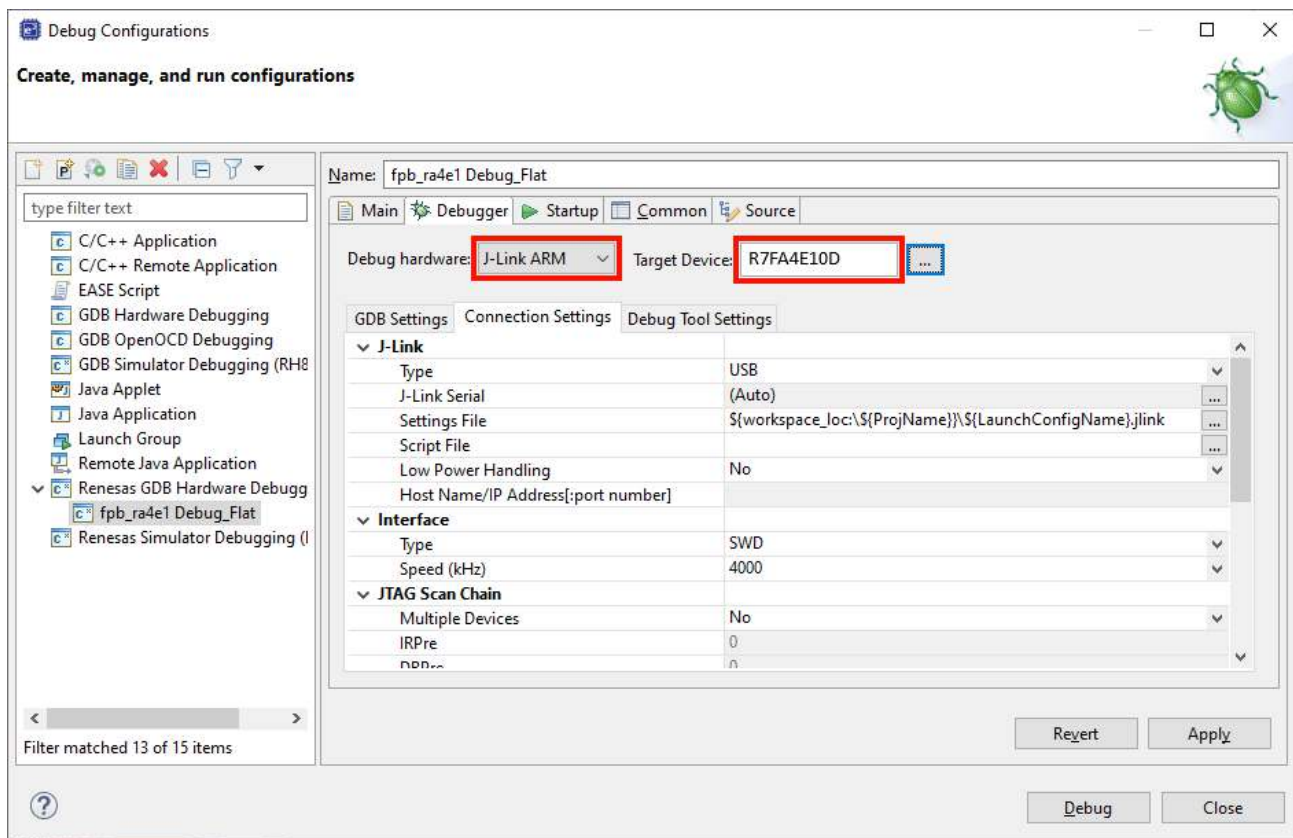 Debug Configurations
Create, manage, and run configurations
type filter text
C/C++ Application
C/C++ Remote Application
EASE Script
GDB Hardware Debugging
GDB OpenOCD Debugging
GDB Simulator Debugging (RH8
Java Applet
Java Application
Launch Group
Remote Java Application
Renesas GDB Hardware Debugg
fpb_ra4e1 Debug_Flat
Renesas Simulator Debugging (
Filter matched 13 of 15 items
Name: fpb_ra4e1 Debug_Flat
Main Debugger Startup Common Source
Debug hardware: J-Link ARM Target Device: R7FA4E10D ...
GDB Settings Connection Settings Debug Tool Settings
J-Link
Type USB
J-Link Serial (Auto) ...
Settings File ${workspace_loc:\${ProjName}}\${LaunchConfigName}.jlink ...
Script File ...
Low Power Handling No
Host Name/IP Address[:port number]
Interface
Type SWD
Speed (kHz) 4000
JTAG Scan Chain
Multiple Devices No
IRPre 0
DRPre 0
Revert Apply
Debug Close